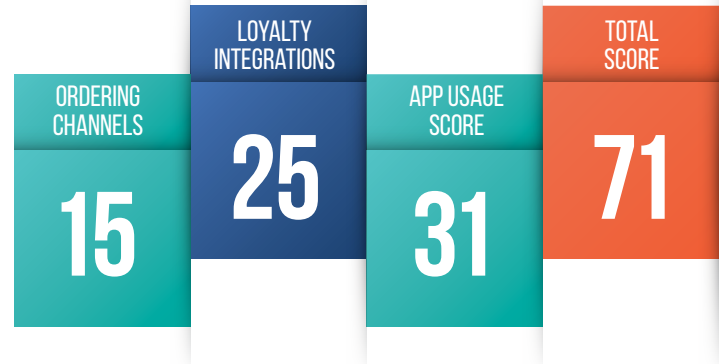 ORDERING
CHANNELS
15
LOYALTY
INTEGRATIONS
25
APP USAGE
SCORE
31
TOTAL
SCORE
71